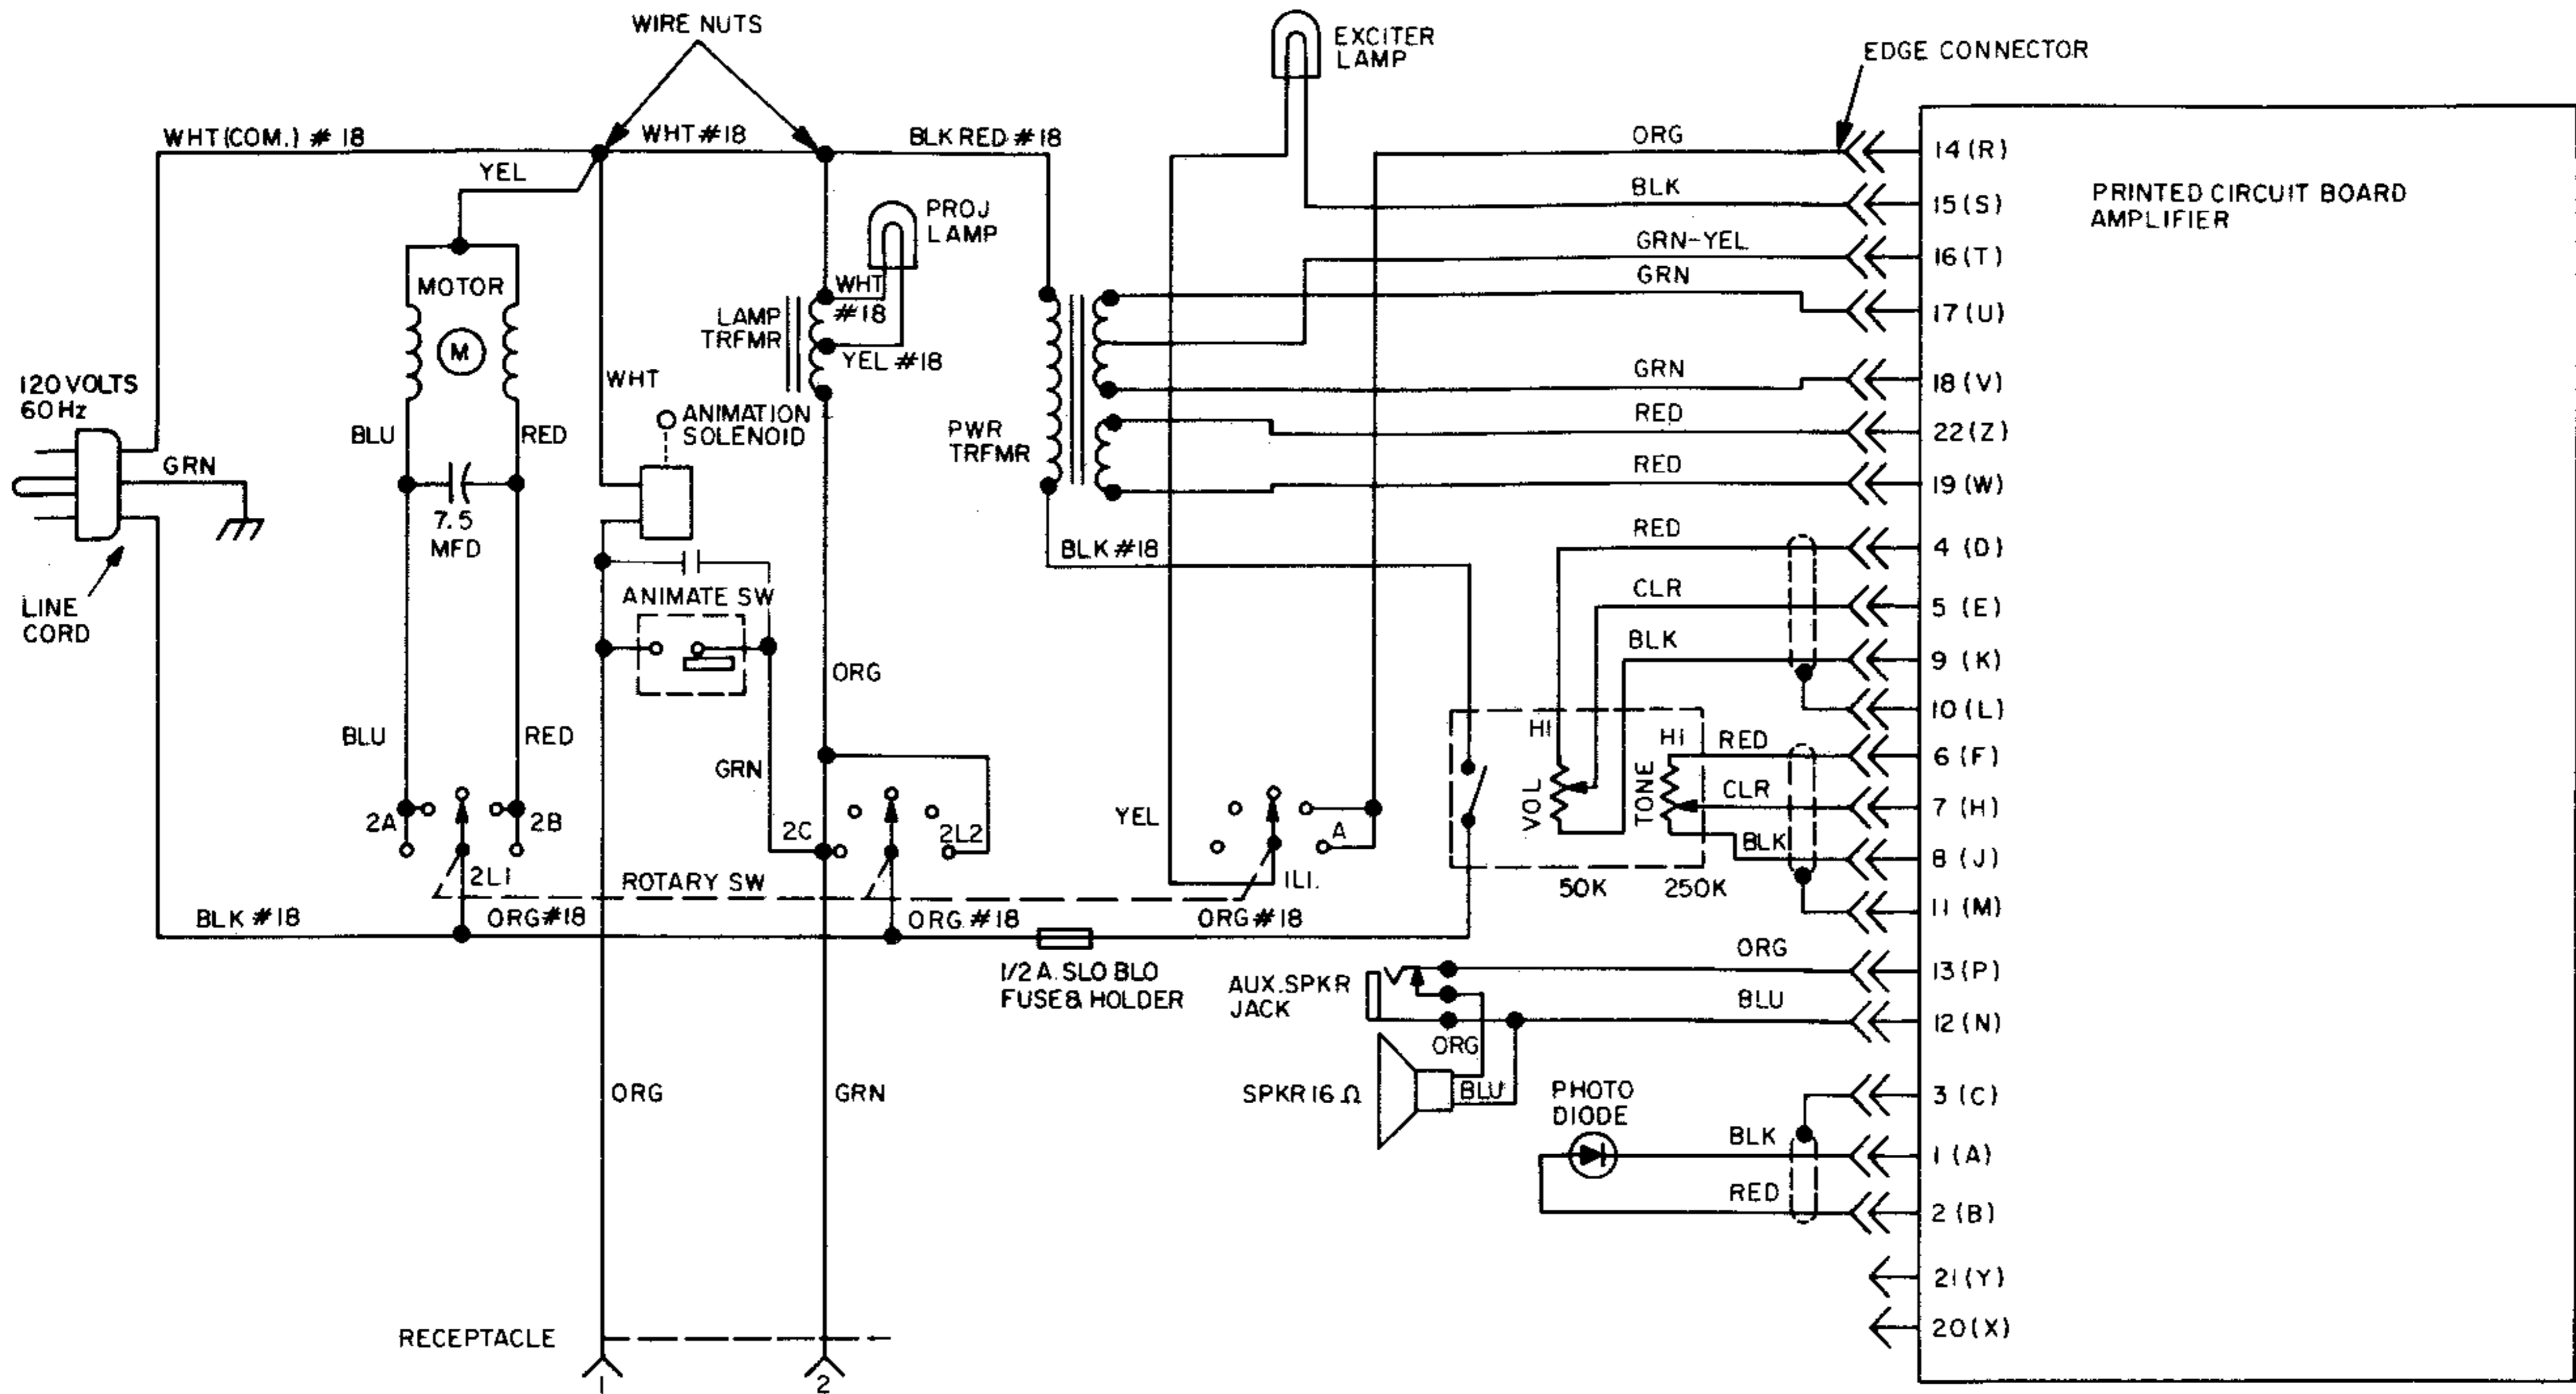 WIRE NUTS
EXCITER
LAMP
EDGE CONNECTOR
WHT (COM.) # 18
WHT #18
BLK RED # 18
ORG
14 (R)
YEL
BLK
15 (S)
PRINTED CIRCUIT BOARD
AMPLIFIER
PROJ
LAMP
GRN-YEL
16 (T)
MOTOR
WHT
#18
GRN
17 (U)
LAMP
TRFMR
M
YEL #18
GRN
18 (V)
120 VOLTS
60 Hz
WHT
ANIMATION
SOLENOID
RED
22 (Z)
BLU
RED
PWR
TRFMR
GRN
RED
19 (W)
7.5
MFD
BLK #18
RED
4 (D)
LINE
CORD
ANIMATE SW
CLR
5 (E)
BLK
9 (K)
ORG
10 (L)
BLU
RED
HI
HI
RED
6 (F)
GRN
YEL
VOL
TONE
CLR
7 (H)
2A
2B
2C
2L2
A
BLK
8 (J)
2L1
ROTARY SW
1L1.
50K
250K
BLK #18
ORG #18
ORG #18
ORG #18
11 (M)
1/2 A. SLO BLO
FUSE & HOLDER
AUX. SPKR
JACK
ORG
13 (P)
BLU
12 (N)
ORG
ORG
GRN
SPKR 16 Ω
BLU
PHOTO
DIODE
3 (C)
BLK
1 (A)
RED
2 (B)
21 (Y)
RECEPTACLE
20 (X)
1
2